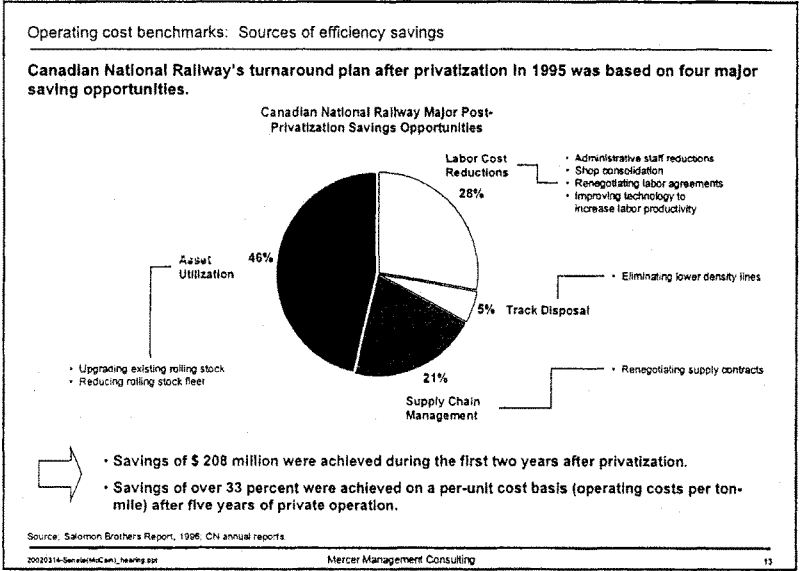 Operating cost benchmarks: Sources of efficiency savings
Canadian National Railway's turnaround plan after privatization in 1995 was based on four major
saving opportunities.
Canadian National Railway Major Post-
Privatization Savings Opportunities
Labor Cost
Reductions
28%
• Administrative staff reductions
• Shop consolidation
• Renegotiating labor agreements
• Improving technology to
increase labor productivity
Asset
Utilization
46%
• Eliminating lower density lines
5%
Track Disposal
• Upgrading existing rolling stock
• Reducing rolling stock fleet
21%
Supply Chain
Management
• Renegotiating supply contracts
• Savings of $ 208 million were achieved during the first two years after privatization.
• Savings of over 33 percent were achieved on a per-unit cost basis (operating costs per ton-
mile) after five years of private operation.
Source: Salomon Brothers Report, 1996; CN annual reports
20020314-Senate(McCain)_hearing.ppt
Mercer Management Consulting
13